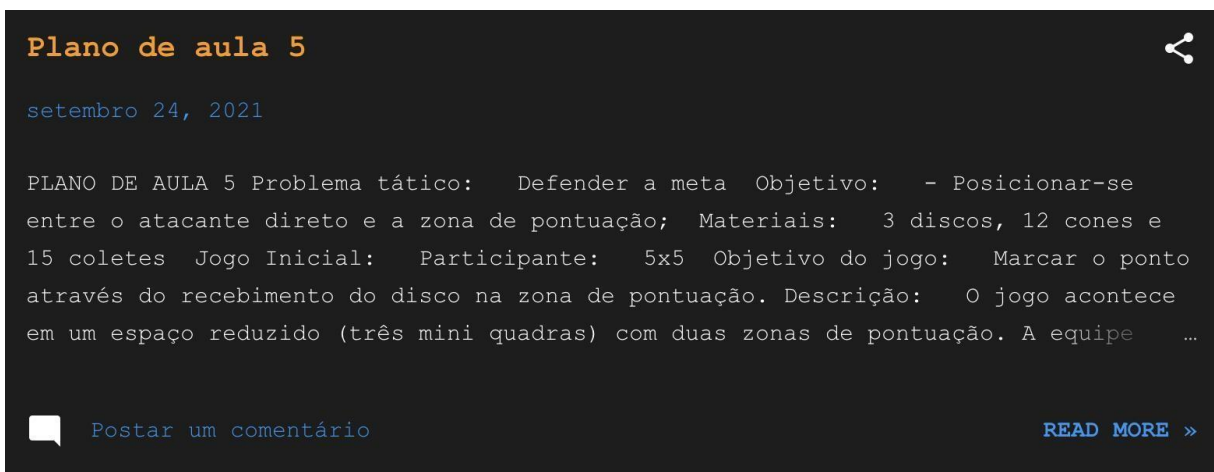 Plano de aula 5
setembro 24, 2021
PLANO DE AULA 5 Problema tático:   Defender a meta  Objetivo:   - Posicionar-se
entre o atacante direto e a zona de pontuação;  Materiais:   3 discos, 12 cones e
15 coletes  Jogo Inicial:   Participante:   5x5  Objetivo do jogo:   Marcar o ponto
através do recebimento do disco na zona de pontuação. Descrição:   O jogo acontece
em um espaço reduzido (três mini quadras) com duas zonas de pontuação. A equipe …
Postar um comentário
READ MORE »